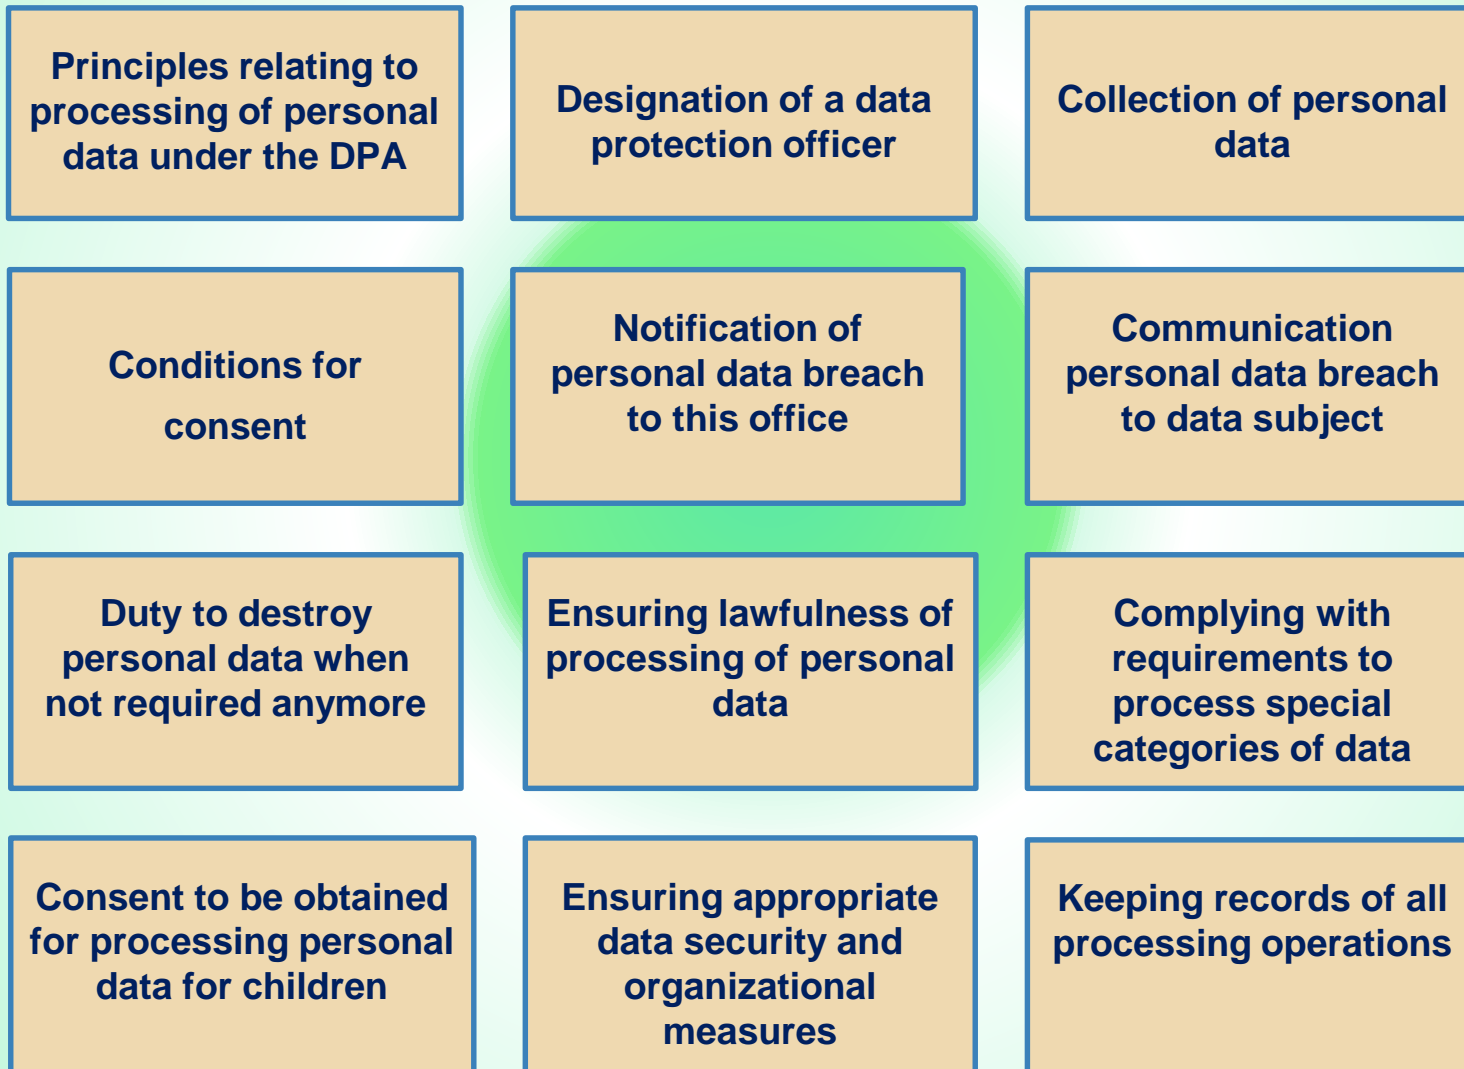 Principles relating to
processing of personal
data under the DPA
Designation of a data
protection officer
Collection of personal
data
Conditions for
consent
Notification of
personal data breach
to this office
Communication
personal data breach
to data subject
Duty to destroy
personal data when
not required anymore
Ensuring lawfulness of
processing of personal
data
Complying with
requirements to
process special
categories of data
Consent to be obtained
for processing personal
data for children
Ensuring appropriate
data security and
organizational
measures
Keeping records of all
processing operations